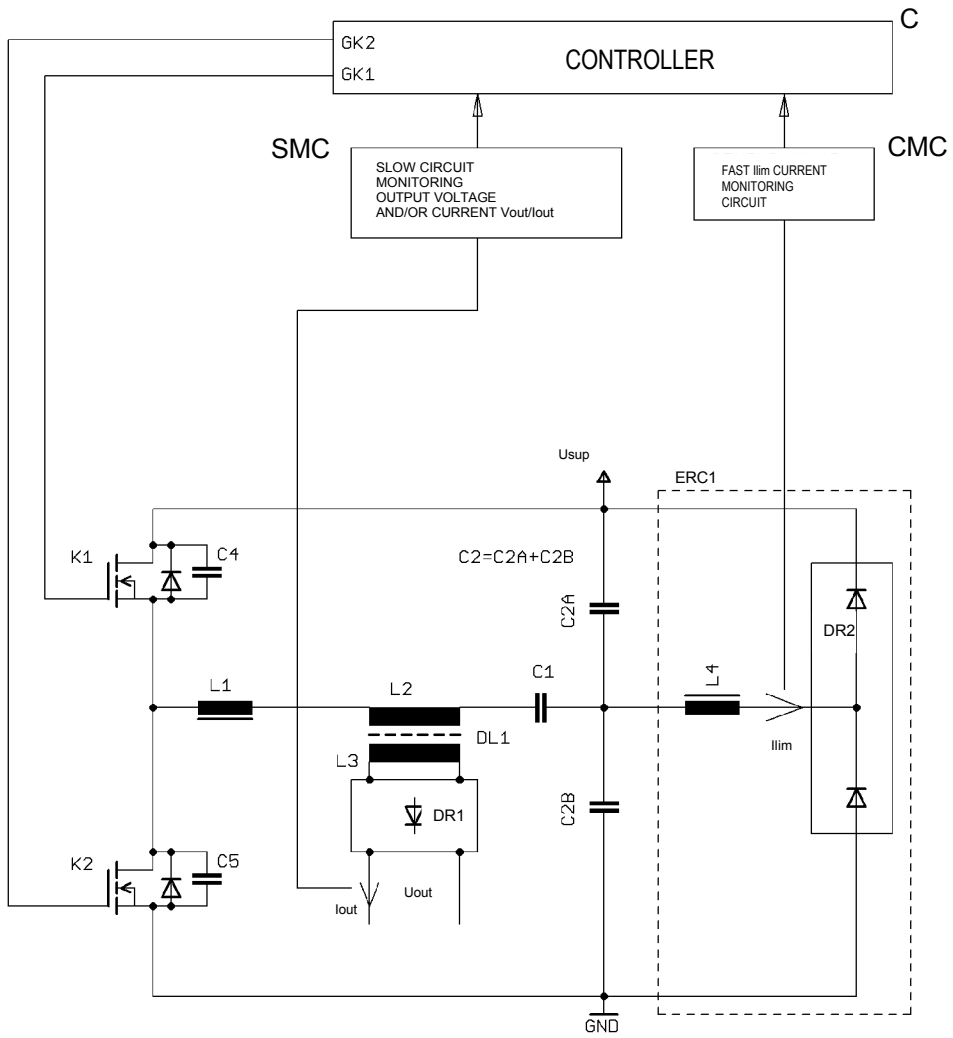 C
GK2
GK1
CONTROLLER
SMC
CMC
SLOW CIRCUIT
MONITORING
OUTPUT VOLTAGE
AND/OR CURRENT Vout/Iout
FAST Ilim CURRENT
MONITORING
CIRCUIT
Usup
ERC1
K1
C4
C2=C2A+C2B
C2A
DR2
L1
L2
C1
L4
DL1
L3
Ilim
DR1
C2B
K2
C5
Uout
Iout
GND